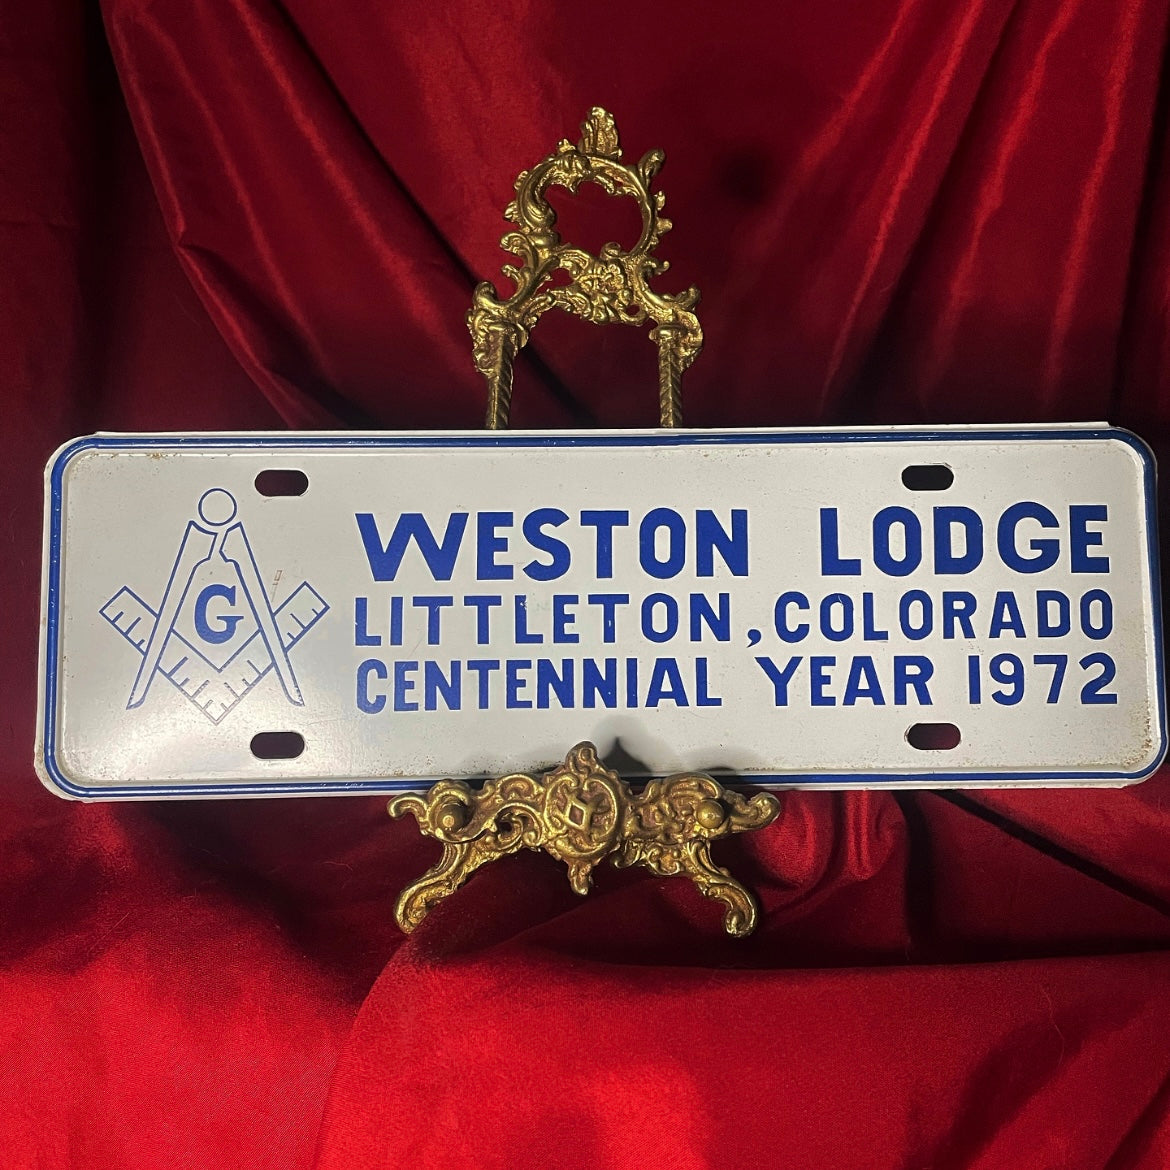 G
WESTON LODGE
LITTLETON, COLORADO
CENTENNIAL YEAR 1972